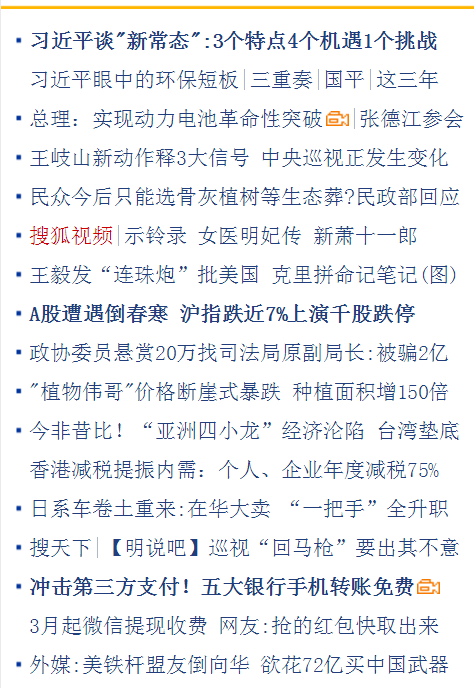 习近平谈"新常态":3个特点4个机遇1个挑战
习近平眼中的环保短板|三重奏|国平|这三年
总理：实现动力电池革命性突破|张德江参会
王岐山新动作释3大信号 中央巡视正发生变化
民众今后只能选骨灰植树等生态葬?民政部回应
搜狐视频|示铃录 女医明妃传 新萧十一郎
王毅发“连珠炮”批美国 克里拼命记笔记(图)
A股遭遇倒春寒 沪指跌近7%上演千股跌停
政协委员悬赏20万找司法局原副局长:被骗2亿
"植物伟哥"价格断崖式暴跌 种植面积增150倍
今非昔比！“亚洲四小龙”经济沦陷 台湾垫底
香港减税提振内需：个人、企业年度减税75%
日系车卷土重来:在华大卖 “一把手”全升职
搜天下|【明说吧】巡视“回马枪”要出其不意
冲击第三方支付！五大银行手机转账免费
3月起微信提现收费 网友:抢的红包快取出来
外媒:美铁杆盟友倒向华 欲花72亿买中国武器